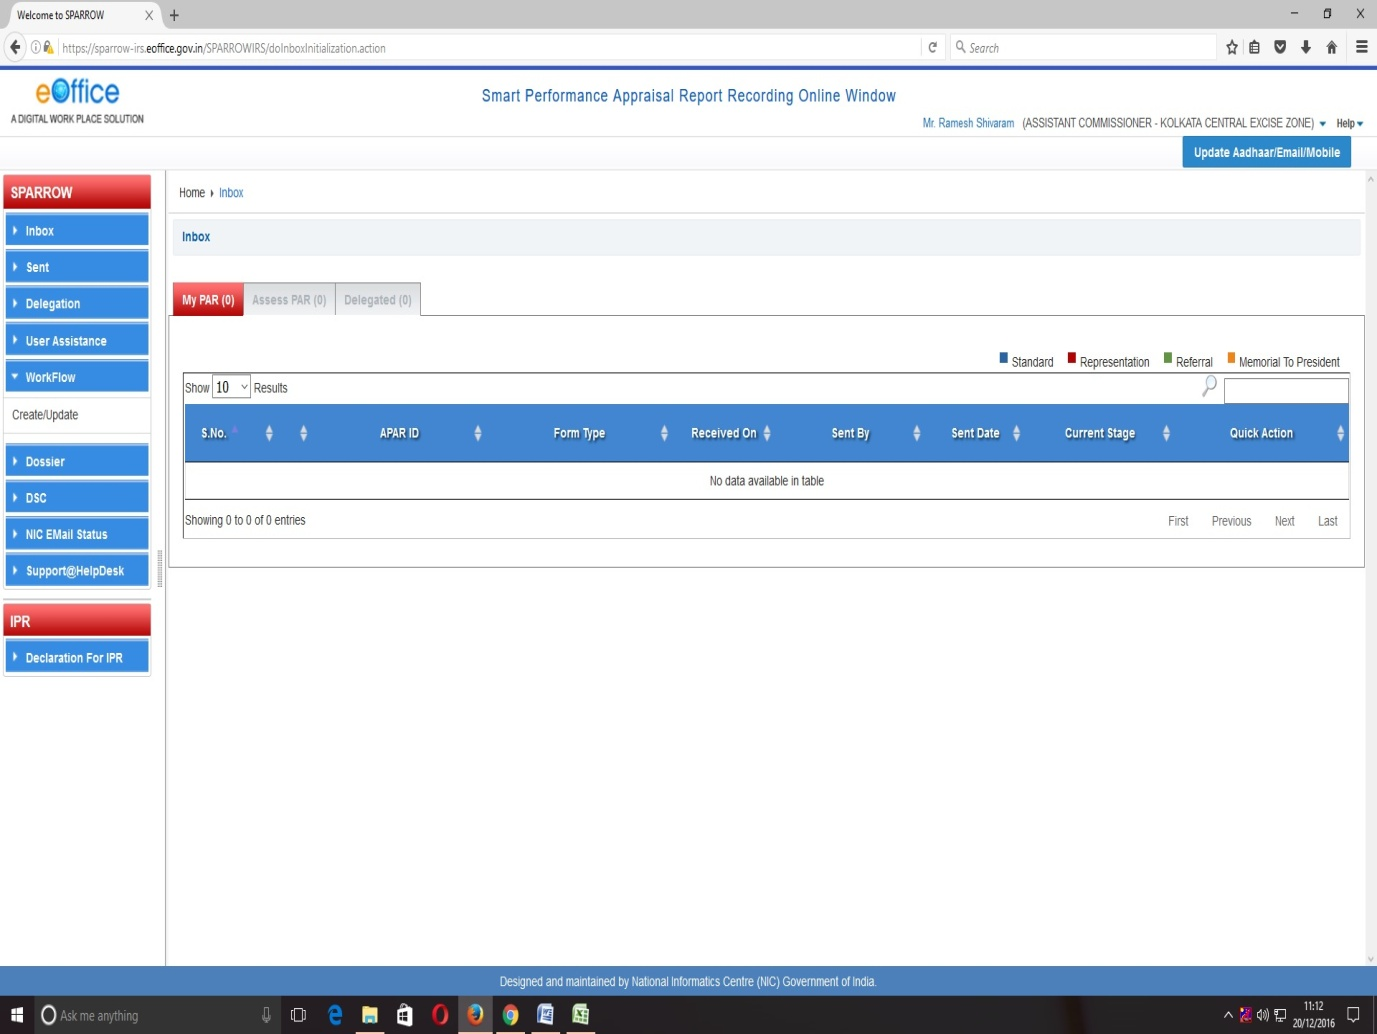 Welcome to SPARROW
https://sparrow-irs.eoffice.gov.in/SPARROWIRS/doInboxInitialization.action
Search
eOffice
A DIGITAL WORK PLACE SOLUTION
Smart Performance Appraisal Report Recording Online Window
Mr. Ramesh Shivaram (ASSISTANT COMMISSIONER - KOLKATA CENTRAL EXCISE ZONE) Help
Update Aadhaar/Email/Mobile
SPARROW
Inbox
Sent
Delegation
User Assistance
WorkFlow
Create/Update
Dossier
DSC
NIC EMail Status
Support@HelpDesk
IPR
Declaration For IPR
Home Inbox
Inbox
My PAR (0) Assess PAR (0) Delegated (0)
Standard Representation Referral Memorial To President
Show 10 Results
S.No. APAR ID Form Type Received On Sent By Sent Date Current Stage Quick Action
No data available in table
Showing 0 to 0 of 0 entries First Previous Next Last
Designed and maintained by National Informatics Centre (NIC) Government of India.
Ask me anything
11:12
20/12/2016